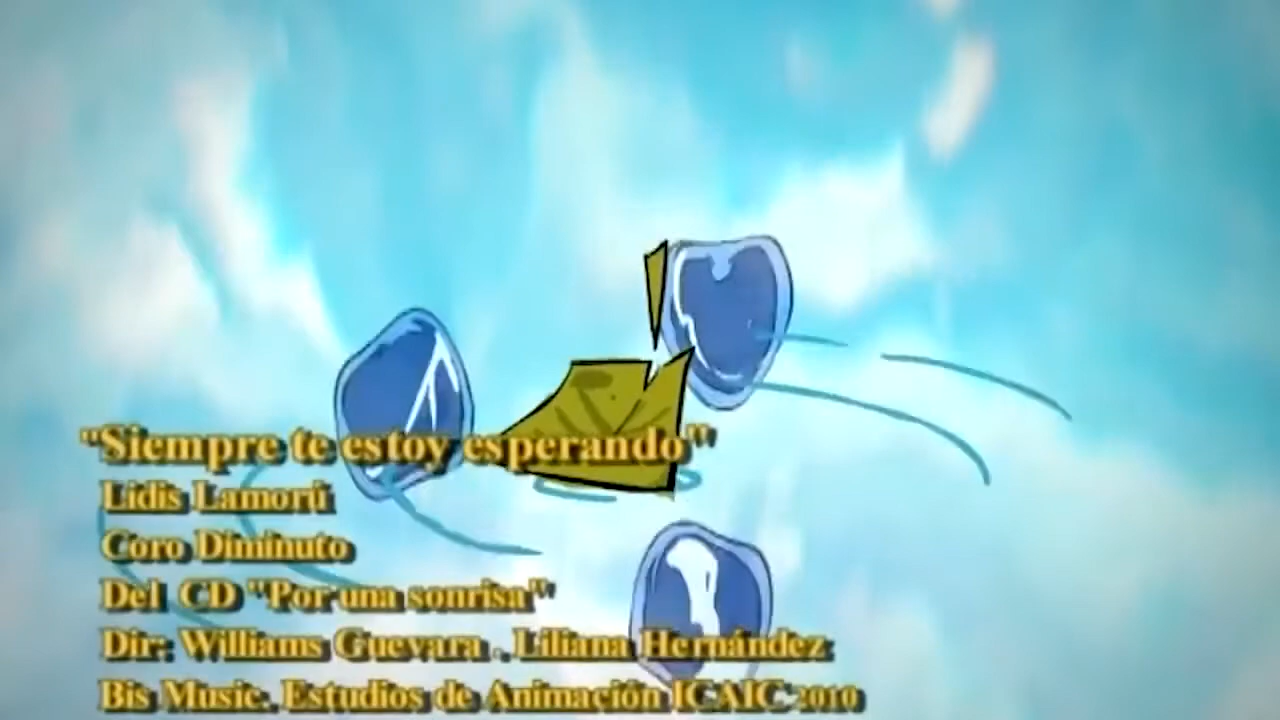 "Siempre te estoy esperando"
Lidis Lamorú
Coro Diminuto
Del CD "Por una sonrisa"
Dir: Williams Guevara . Liliana Hernández
Bis Music. Estudios de Animación ICAIC 2010